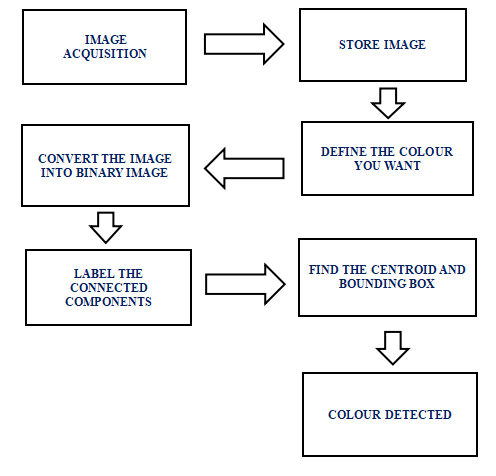 IMAGE
ACQUISITION
STORE IMAGE
DEFINE THE COLOUR
YOU WANT
CONVERT THE IMAGE
INTO BINARY IMAGE
LABEL THE
CONNECTED
COMPONENTS
FIND THE CENTROID AND
BOUNDING BOX
COLOUR DETECTED